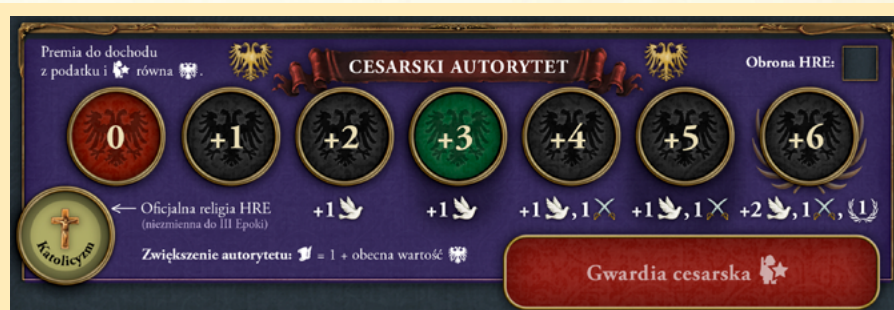 Premia do dochodu
z podatku i równa .
CESARSKI AUTORYTET
Obrona HRE:
0 +1 +2 +3 +4 +5 +6
Oficjalna religia HRE
(niezmienna do III Epoki)
+1 +1 +1 , 1 +1 , 1 +2 , 1 , 1
Katolicyzm
Zwiększenie autorytetu: = 1 + obecna wartość
Gwardia cesarska